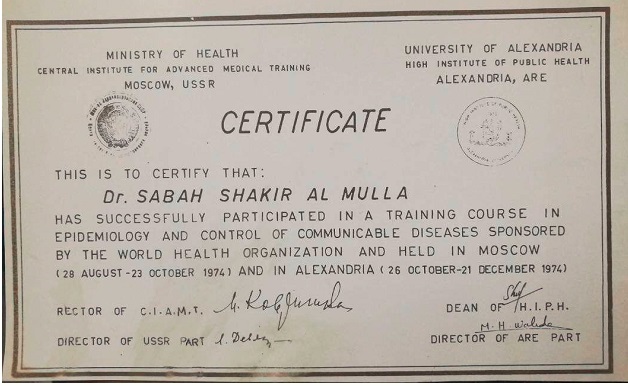 MINISTRY OF HEALTH
CENTRAL INSTITUTE FOR ADVANCED MEDICAL TRAINING
MOSCOW, USSR
UNIVERSITY OF ALEXANDRIA
HIGH INSTITUTE OF PUBLIC HEALTH
ALEXANDRIA, ARE
CERTIFICATE
THIS IS TO CERTIFY THAT:
Dr. SABAH SHAKIR AL MULLA
HAS SUCCESSFULLY PARTICIPATED IN A TRAINING COURSE IN
EPIDEMIOLOGY AND CONTROL OF COMMUNICABLE DISEASES SPONSORED
BY THE WORLD HEALTH ORGANIZATION AND HELD IN MOSCOW
(28 AUGUST-23 OCTOBER 1974) AND IN ALEXANDRIA (26 OCTOBER-21 DECEMBER 1974)
RECTOR OF C.I.A.M.T.
DEAN OF H.I.P.H.
DIRECTOR OF USSR PART
DIRECTOR OF ARE PART